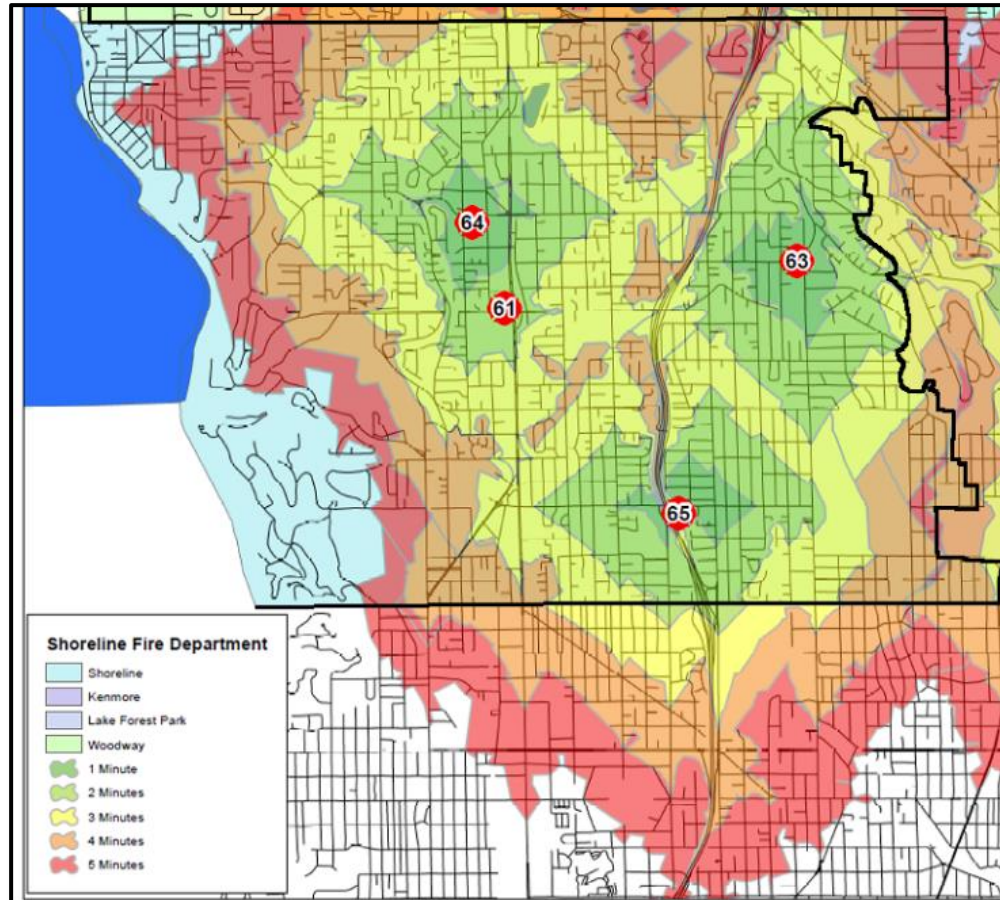 64
63
61
65
Shoreline Fire Department
Shoreline
Kenmore
Lake Forest Park
Woodway
1 Minute
2 Minutes
3 Minutes
4 Minutes
5 Minutes